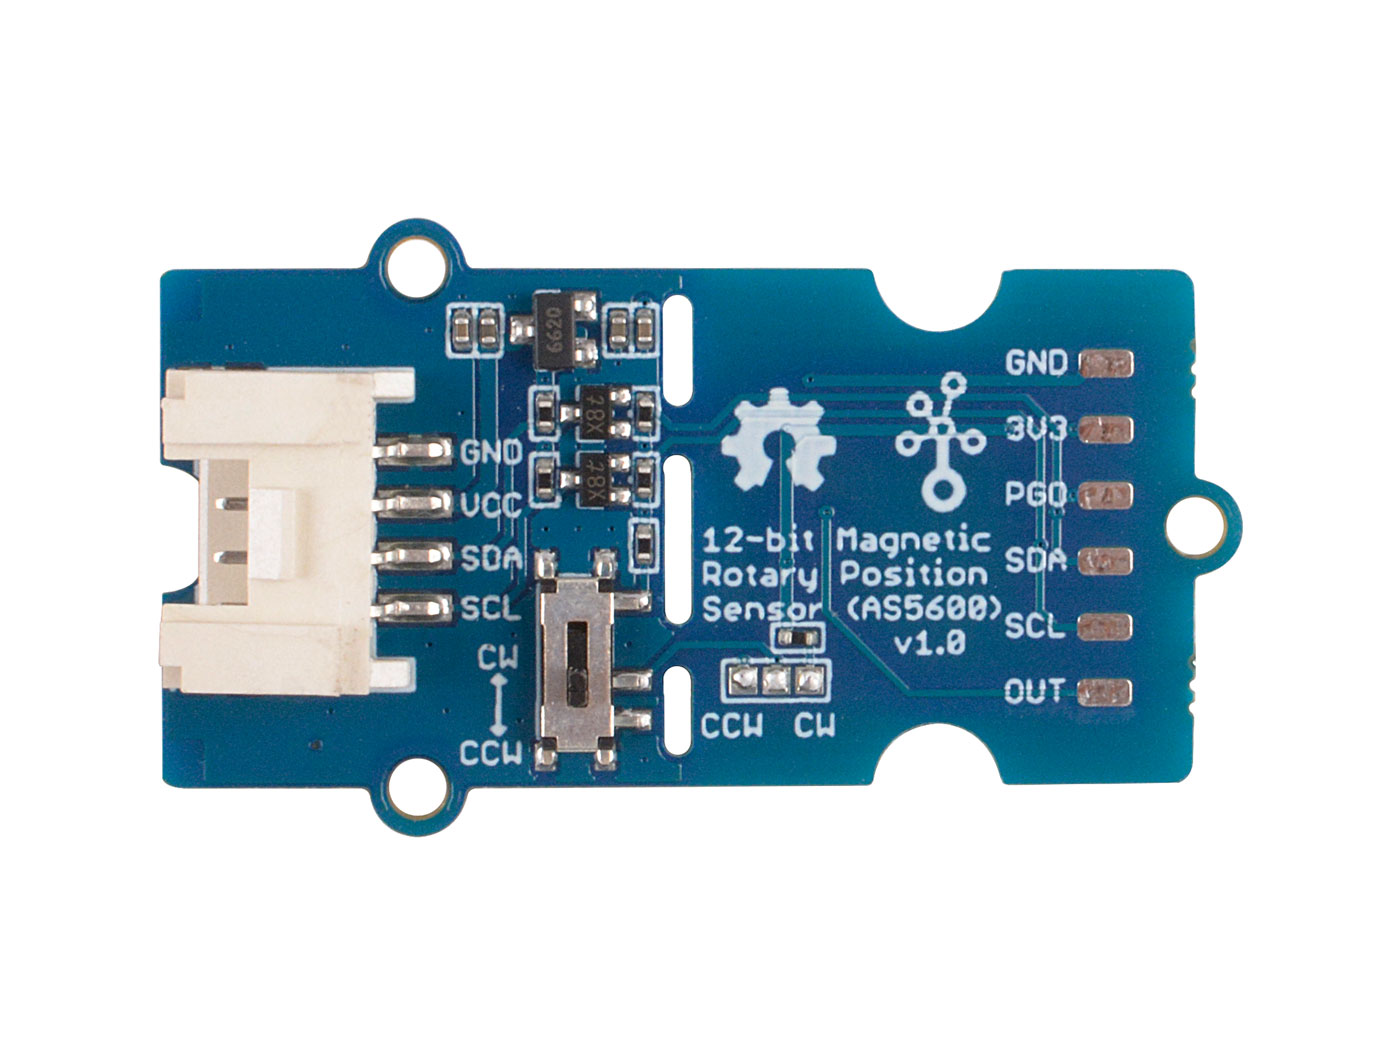 6620
78X
78X
GND
VCC
SDA
SCL
CW
CCW
12-bit Magnetic
Rotary Position
Sensor (AS5600)
v1.0
CCW CW
GND
3V3
PGO
SDA
SCL
OUT